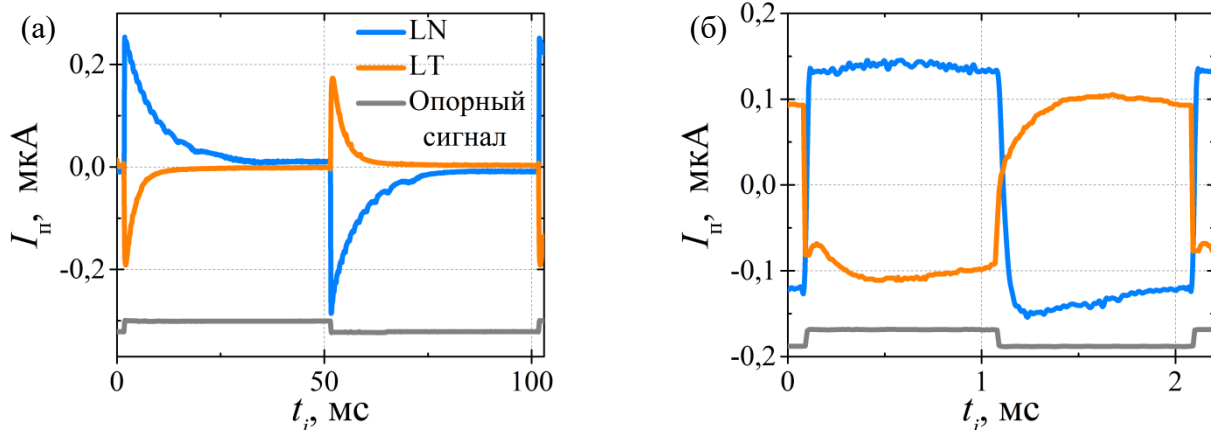 (а)
LN
LT
Опорный
сигнал
0,2
0,0
-0,2
I_п, мкА
0
50
100
t_i, мс
(б)
0,2
0,1
0,0
-0,1
-0,2
I_п, мкА
0
1
2
t_i, мс